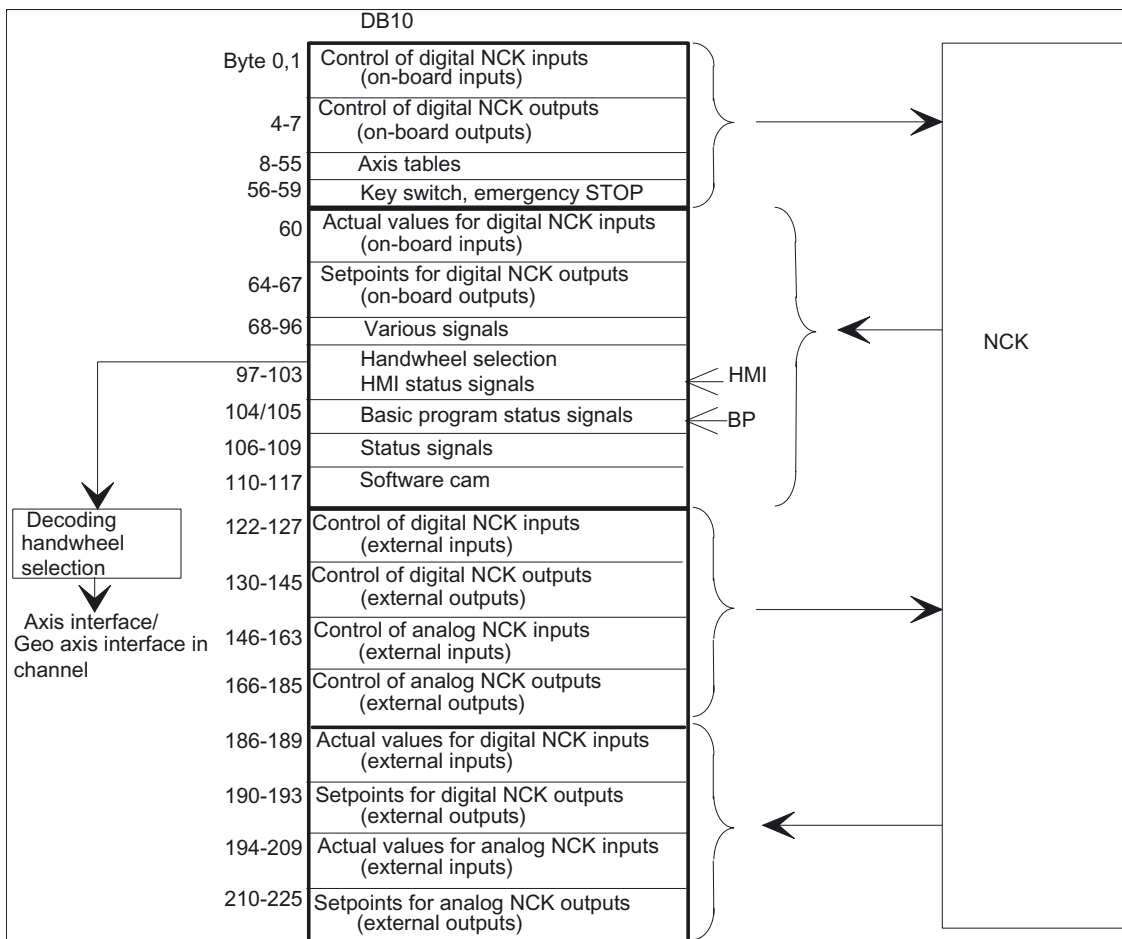 DB10
Byte 0,1 Control of digital NCK inputs
(on-board inputs)
Control of digital NCK outputs
4-7 (on-board outputs)
8-55 Axis tables
56-59 Key switch, emergency STOP
60 Actual values for digital NCK inputs
(on-board inputs)
Setpoints for digital NCK outputs
64-67 (on-board outputs)
68-96 Various signals
Handwheel selection
97-103 HMI status signals HMI
104/105 Basic program status signals BP
106-109 Status signals
110-117 Software cam
NCK
Decoding
handwheel
selection
Axis interface/
Geo axis interface in
channel
122-127 Control of digital NCK inputs
(external inputs)
130-145 Control of digital NCK outputs
(external outputs)
146-163 Control of analog NCK inputs
(external inputs)
166-185 Control of analog NCK outputs
(external outputs)
186-189 Actual values for digital NCK inputs
(external inputs)
190-193 Setpoints for digital NCK outputs
(external outputs)
194-209 Actual values for analog NCK inputs
(external inputs)
210-225 Setpoints for analog NCK outputs
(external outputs)